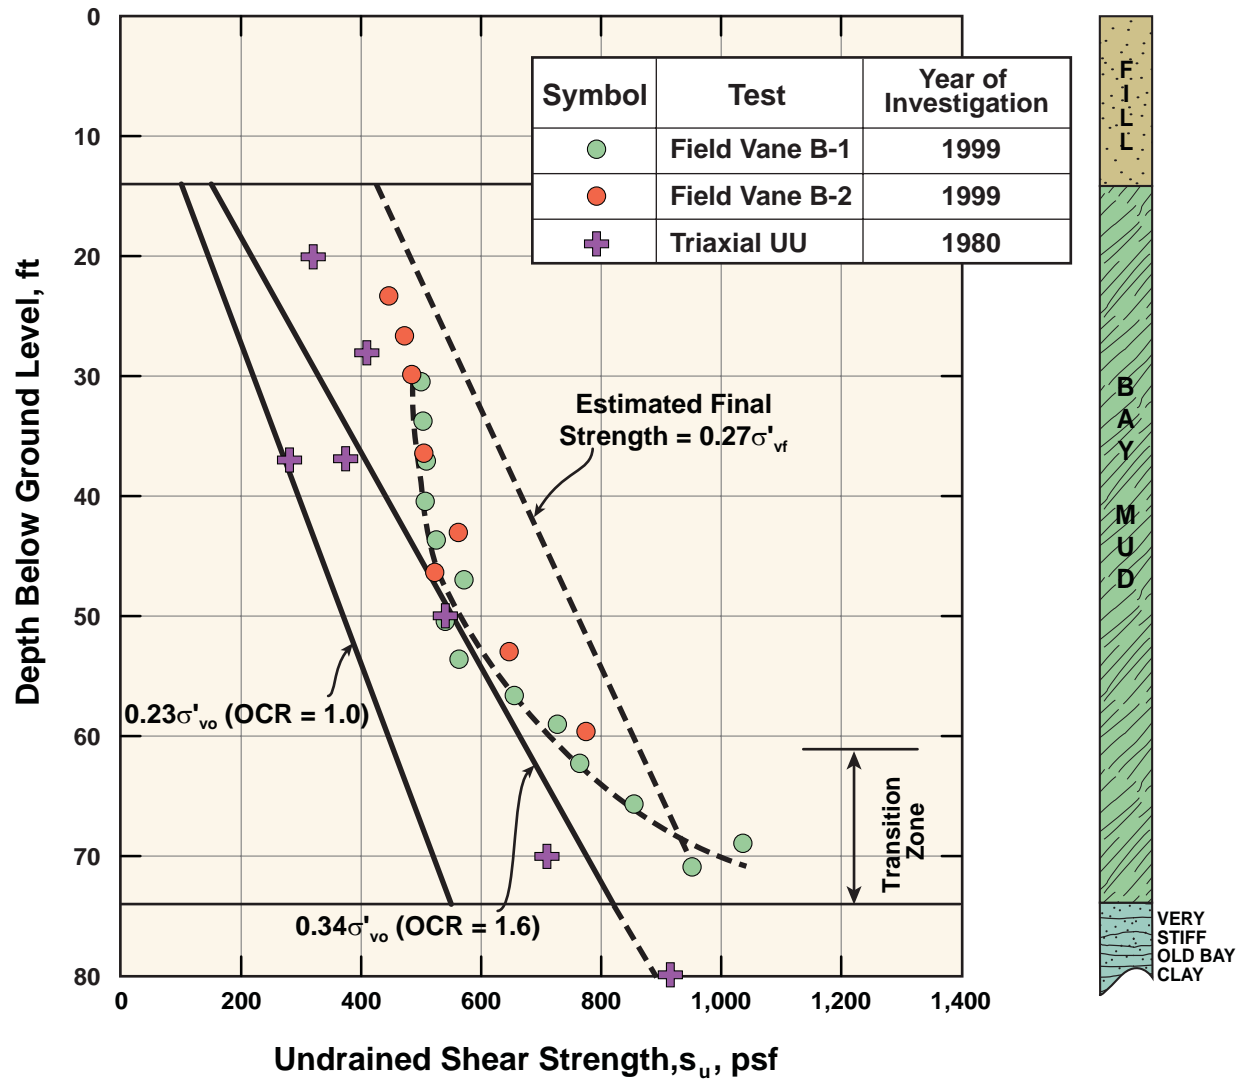 0
10
20
30
40
50
60
70
80
Depth Below Ground Level, ft
0
200
400
600
800
1,000
1,200
1,400
Undrained Shear Strength,sᵤ, psf
Symbol Test Year of
Investigation
Field Vane B-1 1999
Field Vane B-2 1999
Triaxial UU 1980
Estimated Final
Strength = 0.27σ'vf
0.23σ'vo (OCR = 1.0)
0.34σ'vo (OCR = 1.6)
Transition
Zone
FILL
BAY MUD
VERY
STIFF
OLD BAY
CLAY